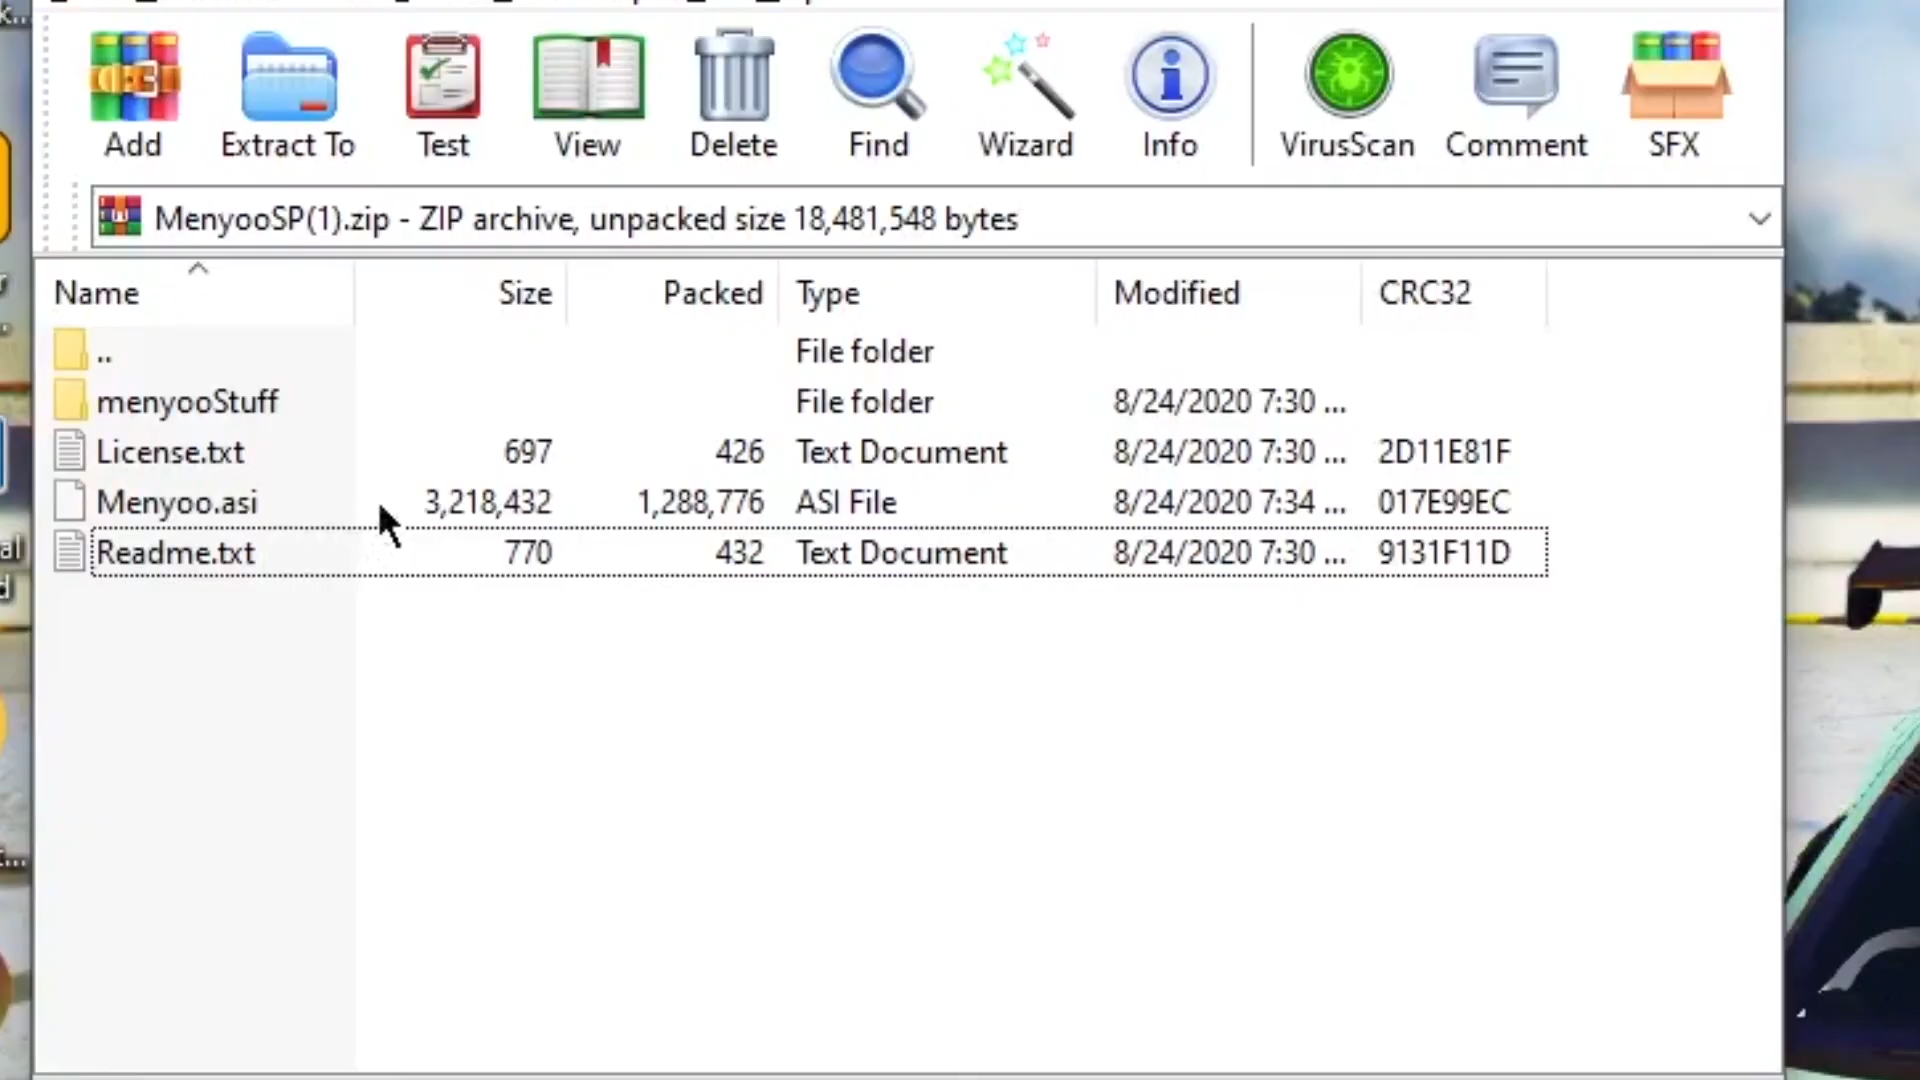 Add Extract To Test View Delete Find Wizard Info VirusScan Comment SFX
MenyooSP(1).zip - ZIP archive, unpacked size 18,481,548 bytes
Name Size Packed Type Modified CRC32
.. File folder
menyooStuff File folder 8/24/2020 7:30 ...
License.txt 697 426 Text Document 8/24/2020 7:30 ... 2D11E81F
Menyoo.asi 3,218,432 1,288,776 ASI File 8/24/2020 7:34 ... 017E99EC
Readme.txt 770 432 Text Document 8/24/2020 7:30 ... 9131F11D